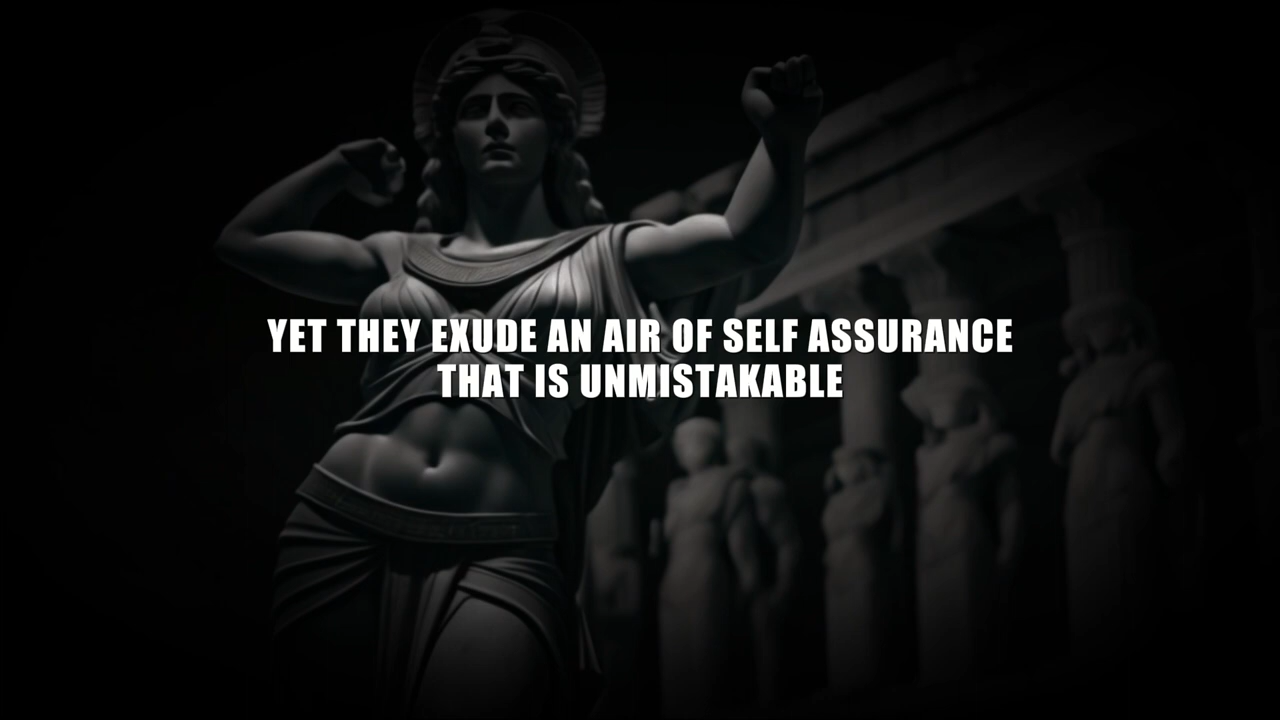 YET THEY EXUDE AN AIR OF SELF ASSURANCE
THAT IS UNMISTAKABLE